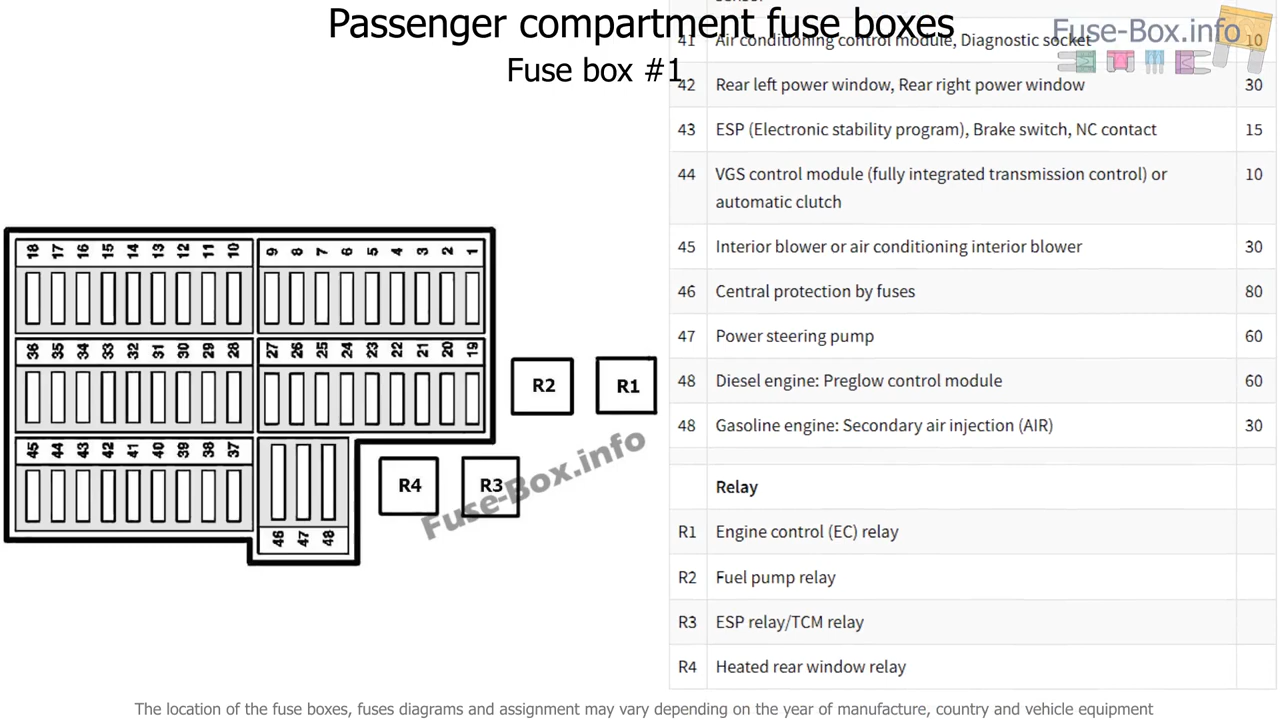 Passenger compartment fuse boxes
Fuse box #1
Fuse-Box.info
41 Air conditioning control module, Diagnostic socket 10
42 Rear left power window, Rear right power window 30
43 ESP (Electronic stability program), Brake switch, NC contact 15
44 VGS control module (fully integrated transmission control) or 10
automatic clutch
45 Interior blower or air conditioning interior blower 30
46 Central protection by fuses 80
47 Power steering pump 60
48 Diesel engine: Preglow control module 60
48 Gasoline engine: Secondary air injection (AIR) 30
Relay
R1 Engine control (EC) relay
R2 Fuel pump relay
R3 ESP relay/TCM relay
R4 Heated rear window relay
18 17 16 15 14 13 12 11 10 9 8 7 6 5 4 3 2 1
36 35 34 33 32 31 30 29 28 27 26 25 24 23 22 21 20 19
R2 R1
45 44 43 42 41 40 39 38 37
R4 R3
46 47 48
Fuse-Box.info
The location of the fuse boxes, fuses diagrams and assignment may vary depending on the year of manufacture, country and vehicle equipment